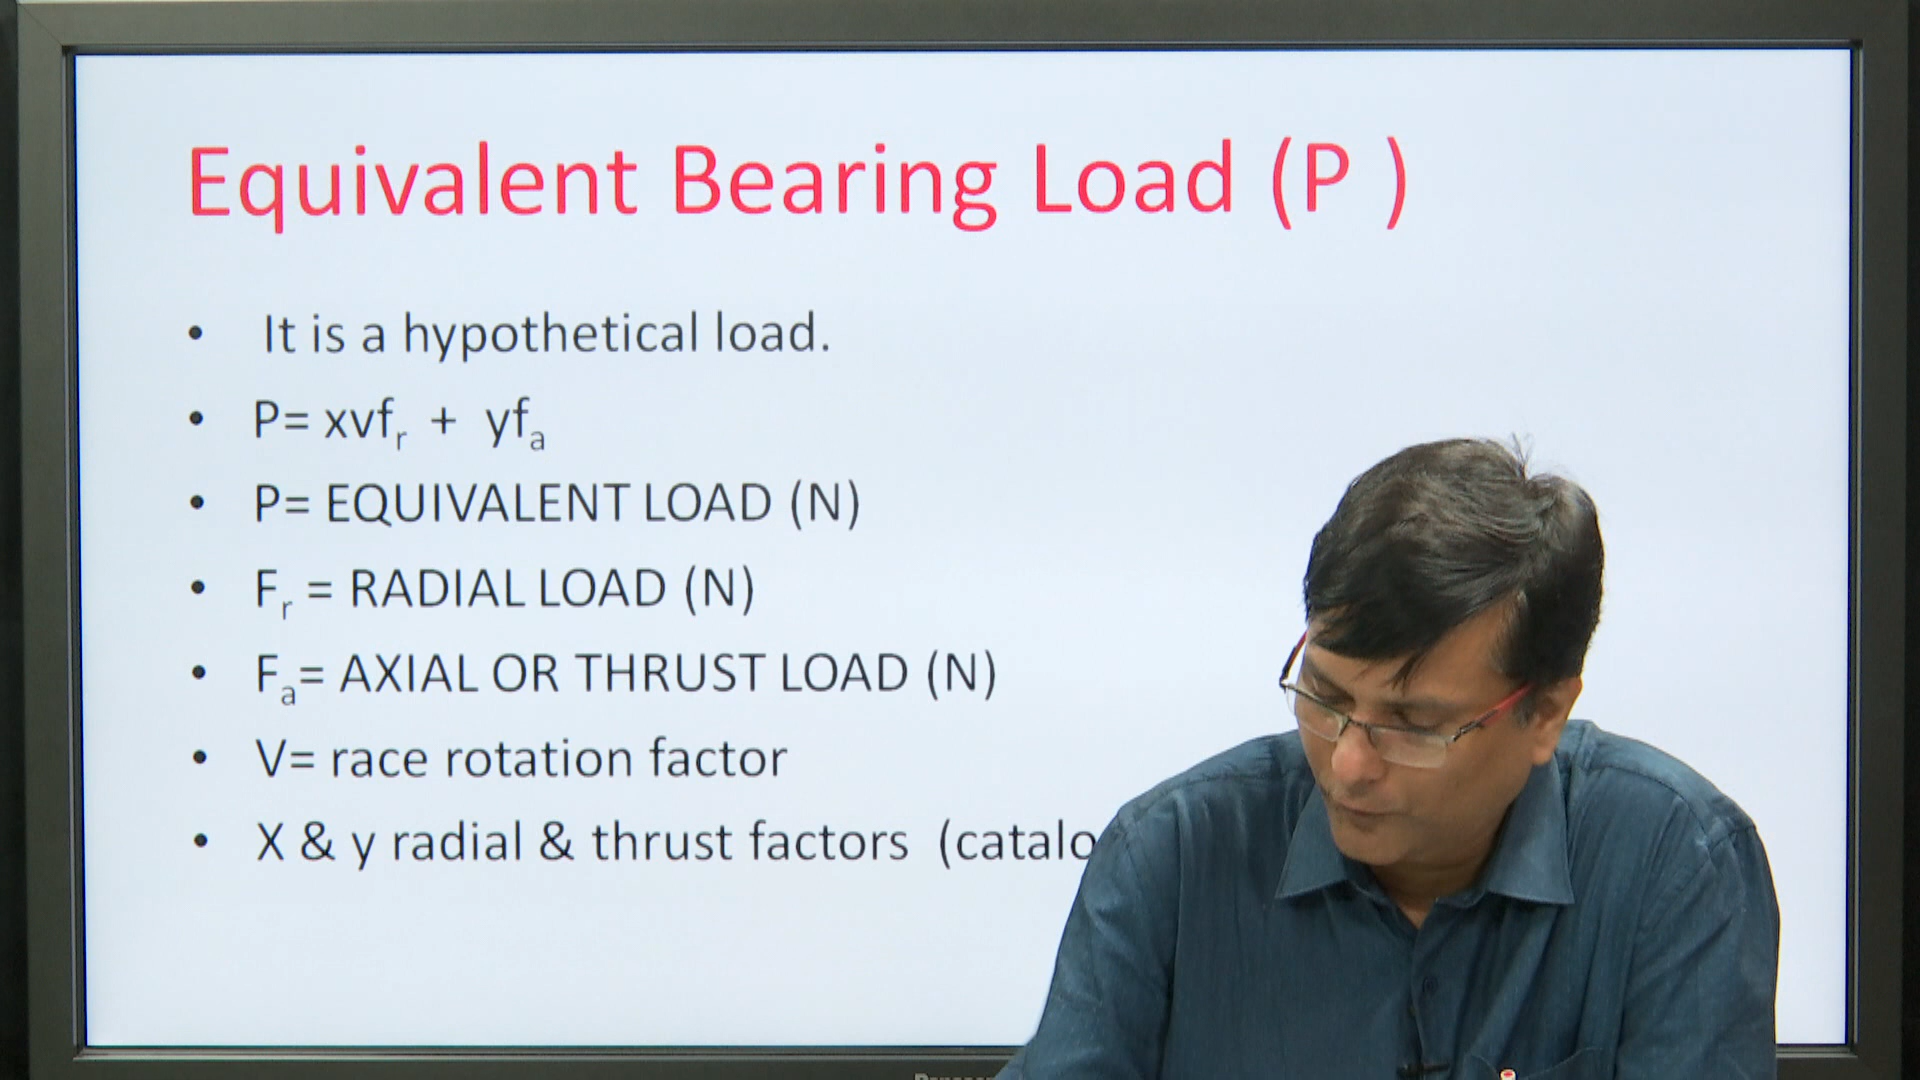 Equivalent Bearing Load (P )
• It is a hypothetical load.
• P= xvfr + yfa
• P= EQUIVALENT LOAD (N)
• Fr = RADIAL LOAD (N)
• Fa= AXIAL OR THRUST LOAD (N)
• V= race rotation factor
• X & y radial & thrust factors